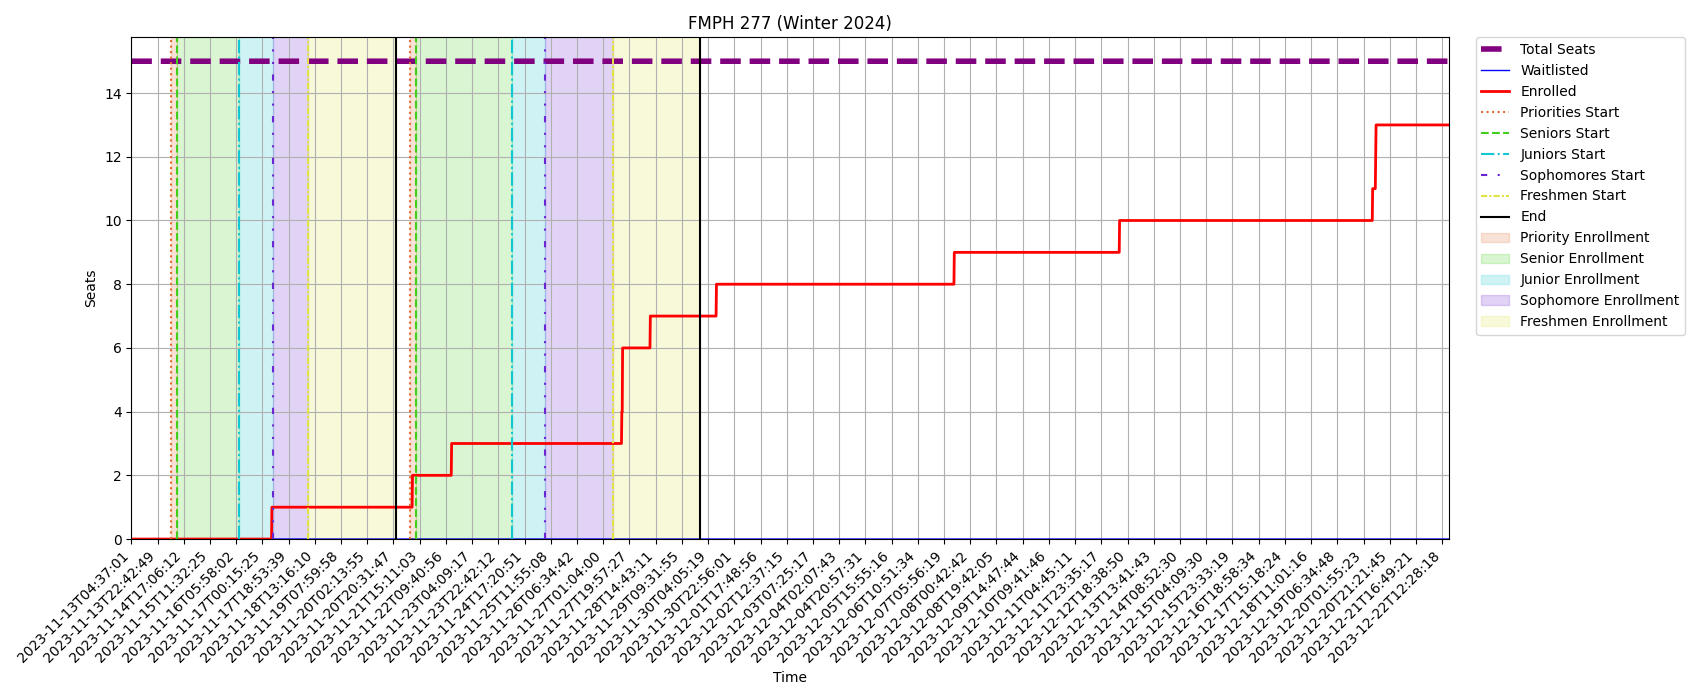 FMPH 277 (Winter 2024)
Seats
14
12
10
8
6
4
2
0
2023-11-13T04:37:01
2023-11-13T22:42:49
2023-11-14T17:06:12
2023-11-15T11:32:25
2023-11-16T05:58:02
2023-11-17T00:15:25
2023-11-17T18:53:39
2023-11-18T13:16:10
2023-11-19T07:59:58
2023-11-20T02:13:55
2023-11-20T20:31:47
2023-11-21T15:11:03
2023-11-22T09:40:56
2023-11-23T04:09:17
2023-11-23T22:42:12
2023-11-24T17:20:51
2023-11-25T11:55:08
2023-11-26T06:34:42
2023-11-27T01:04:00
2023-11-27T19:57:27
2023-11-28T14:43:11
2023-11-29T09:31:55
2023-11-30T04:05:19
2023-11-30T22:56:01
2023-12-01T17:48:56
2023-12-02T12:37:15
2023-12-03T07:25:17
2023-12-04T02:07:43
2023-12-04T20:57:31
2023-12-05T15:55:16
2023-12-06T10:51:34
2023-12-07T05:56:19
2023-12-08T00:42:42
2023-12-08T19:42:05
2023-12-09T14:47:44
2023-12-10T09:41:46
2023-12-11T04:45:11
2023-12-11T23:35:17
2023-12-12T18:38:50
2023-12-13T13:41:43
2023-12-14T08:52:30
2023-12-15T04:09:30
2023-12-15T23:33:19
2023-12-16T18:58:34
2023-12-17T15:18:24
2023-12-18T11:01:16
2023-12-19T06:34:48
2023-12-20T01:55:23
2023-12-20T21:21:45
2023-12-21T16:49:21
2023-12-22T12:28:18
Time
Total Seats
Waitlisted
Enrolled
Priorities Start
Seniors Start
Juniors Start
Sophomores Start
Freshmen Start
End
Priority Enrollment
Senior Enrollment
Junior Enrollment
Sophomore Enrollment
Freshmen Enrollment